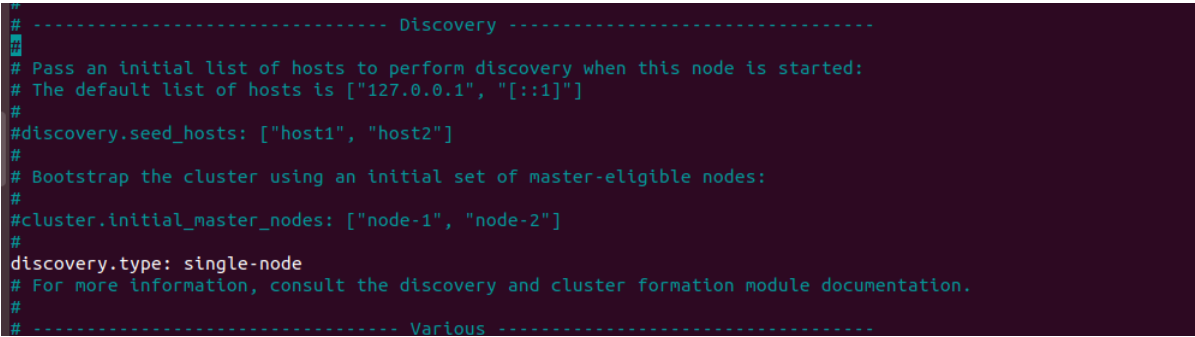 #
# --------------------------------- Discovery ----------------------------------
#
# Pass an initial list of hosts to perform discovery when this node is started:
# The default list of hosts is ["127.0.0.1", "[::1]"]
#
#discovery.seed_hosts: ["host1", "host2"]
#
# Bootstrap the cluster using an initial set of master-eligible nodes:
#
#cluster.initial_master_nodes: ["node-1", "node-2"]
#
discovery.type: single-node
# For more information, consult the discovery and cluster formation module documentation.
#
# ---------------------------------- Various -----------------------------------